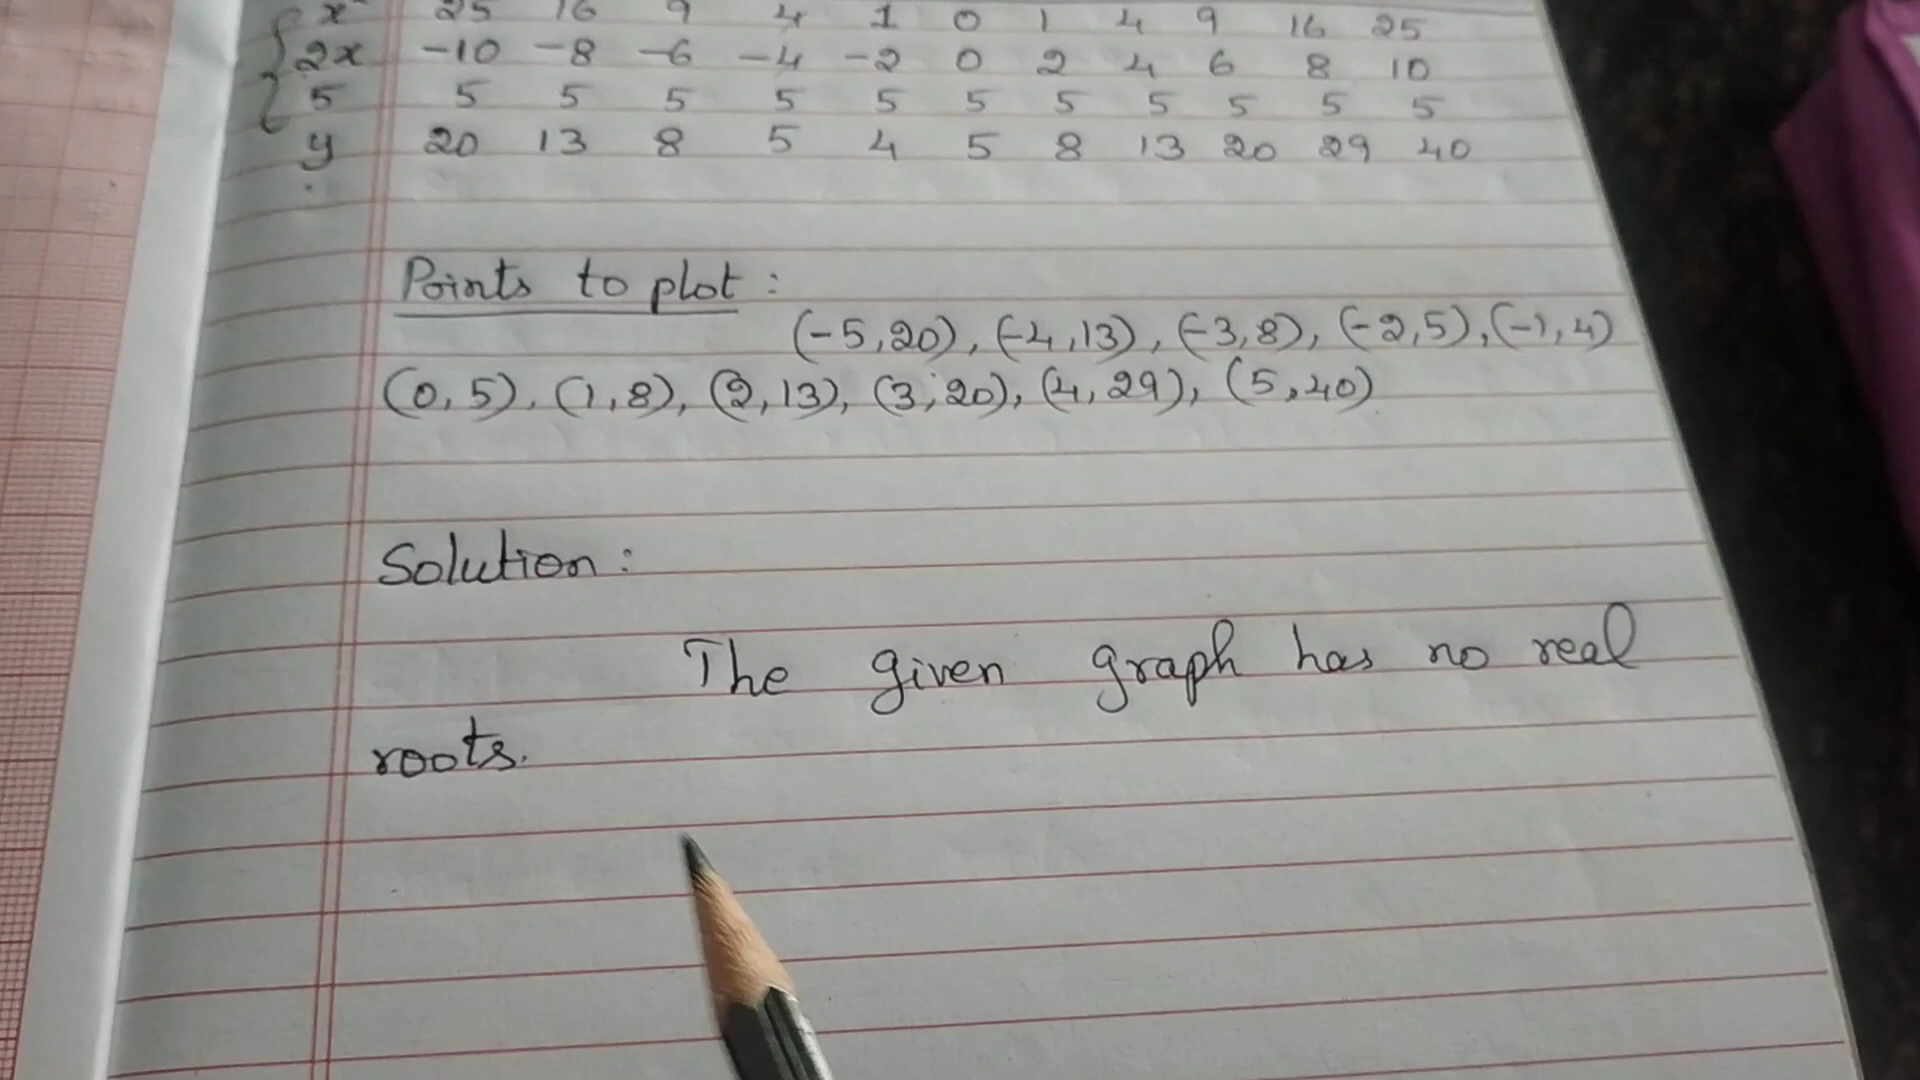 x² 25 16 9 4 1 0 1 4 9 16 25
2x -10 -8 -6 -4 -2 0 2 4 6 8 10
5 5 5 5 5 5 5 5 5 5 5 5
y 20 13 8 5 4 5 8 13 20 29 40
Points to plot :
(-5,20), (-4,13), (-3,8), (-2,5), (-1,4)
(0,5), (1,8), (2,13), (3,20), (4,29), (5,40)
Solution :
The given graph has no real
roots.